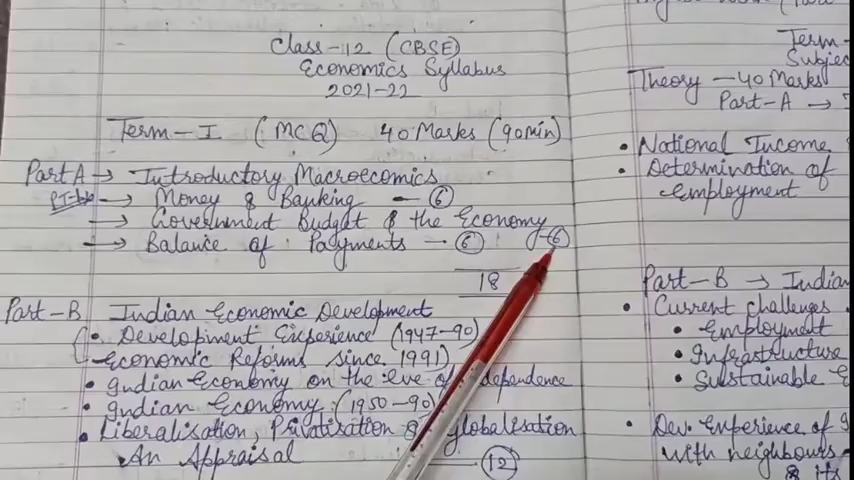 Class-12 (CBSE)
Economics Syllabus
2021-22
Term-I (MCQ) 40 Marks (90min)
Part A → Introductory Macroecomics
→ Money & Banking - 6
→ Government Budget & the Economy
- 6
→ Balance of Payments - 6
18
Part-B Indian Economic Development
• Development Experience (1947-90)
Economic Reforms since 1991)
• Indian Economy on the eve of dependence
• Indian Economy (1950-90)
• Liberalisation, Privatisation & globalisation
An Appraisal
12
Term-
Subjec
Theory - 40 Marks
Part-A →
• National Income
• Determination of
employment
Part-B → Indian
• Current challenges
• Employment
• Infrastructure
• Sustainable E
• Dev. Experience of
with neighbours
& its